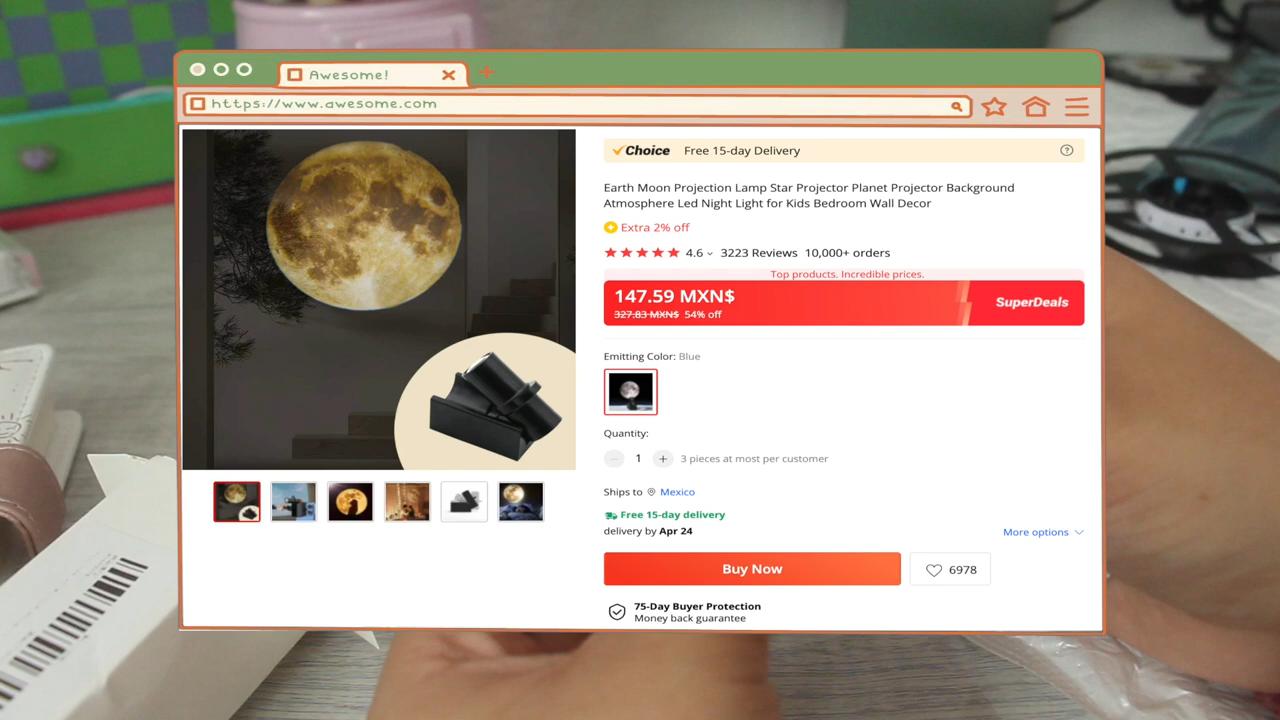 Awesome!
https://www.awesome.com
Choice Free 15-day Delivery
Earth Moon Projection Lamp Star Projector Planet Projector Background
Atmosphere Led Night Light for Kids Bedroom Wall Decor
Extra 2% off
4.6 3223 Reviews 10,000+ orders
Top products. Incredible prices.
147.59 MXN$
327.83 MXN$ 54% off
SuperDeals
Emitting Color: Blue
Quantity:
1 3 pieces at most per customer
Ships to Mexico
Free 15-day delivery
delivery by Apr 24
More options
Buy Now
6978
75-Day Buyer Protection
Money back guarantee